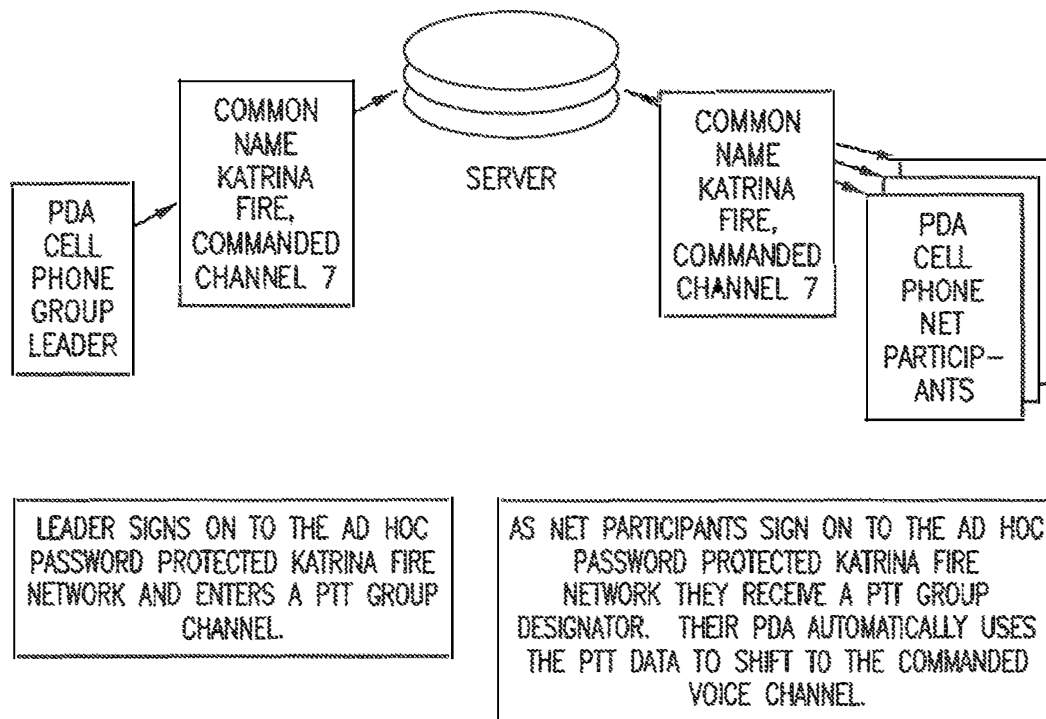 PDA
CELL
PHONE
GROUP
LEADER
COMMON
NAME
KATRINA
FIRE,
COMMANDED
CHANNEL 7
SERVER
COMMON
NAME
KATRINA
FIRE,
COMMANDED
CHANNEL 7
PDA
CELL
PHONE
NET
PARTICIP-
ANTS
LEADER SIGNS ON TO THE AD HOC
PASSWORD PROTECTED KATRINA FIRE
NETWORK AND ENTERS A PTT GROUP
CHANNEL.
AS NET PARTICIPANTS SIGN ON TO THE AD HOC
PASSWORD PROTECTED KATRINA FIRE
NETWORK THEY RECEIVE A PTT GROUP
DESIGNATOR. THEIR PDA AUTOMATICALLY USES
THE PTT DATA TO SHIFT TO THE COMMANDED
VOICE CHANNEL.